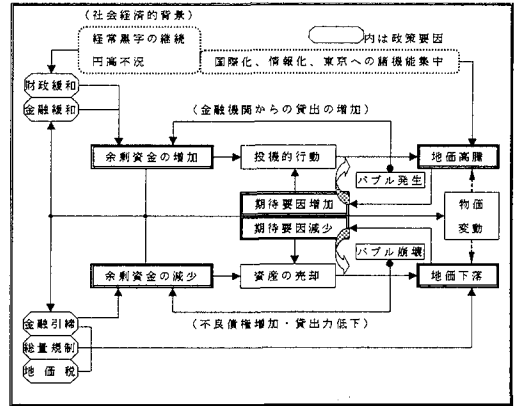 (社会経済的背景)
内は政策要因
経常黒字の継続
円高不況
国際化、情報化、東京への諸機能集中
財政緩和
金融緩和
(金融機関からの貸出の増加)
余剰資金の増加
投機的行動
地価高騰
バブル発生
期待要因増加
期待要因減少
物価
変動
バブル崩壊
余剰資金の減少
資産の売却
地価下落
(不良債権増加・貸出力低下)
金融引締
総量規制
地価税